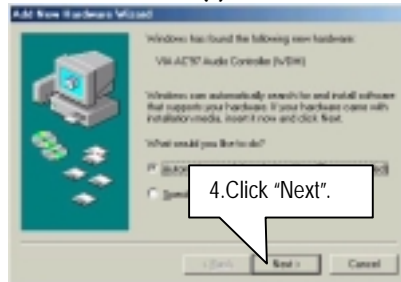 Add New Hardware Wizard
Windows has found the following new hardware:
VIA AC'97 Audio Controller (WDM)
Windows can automatically search for and install software
that supports your hardware. If your hardware came with
installation media, insert it now and click Next.
What would you like to do?
4.Click “Next”.
< Back
Next >
Cancel